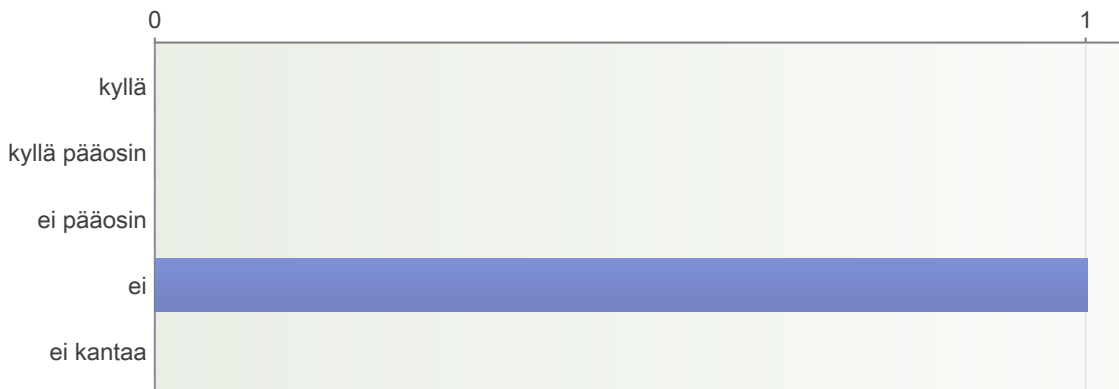 0 1
kyllä
kyllä pääosin
ei pääosin
ei
ei kantaa